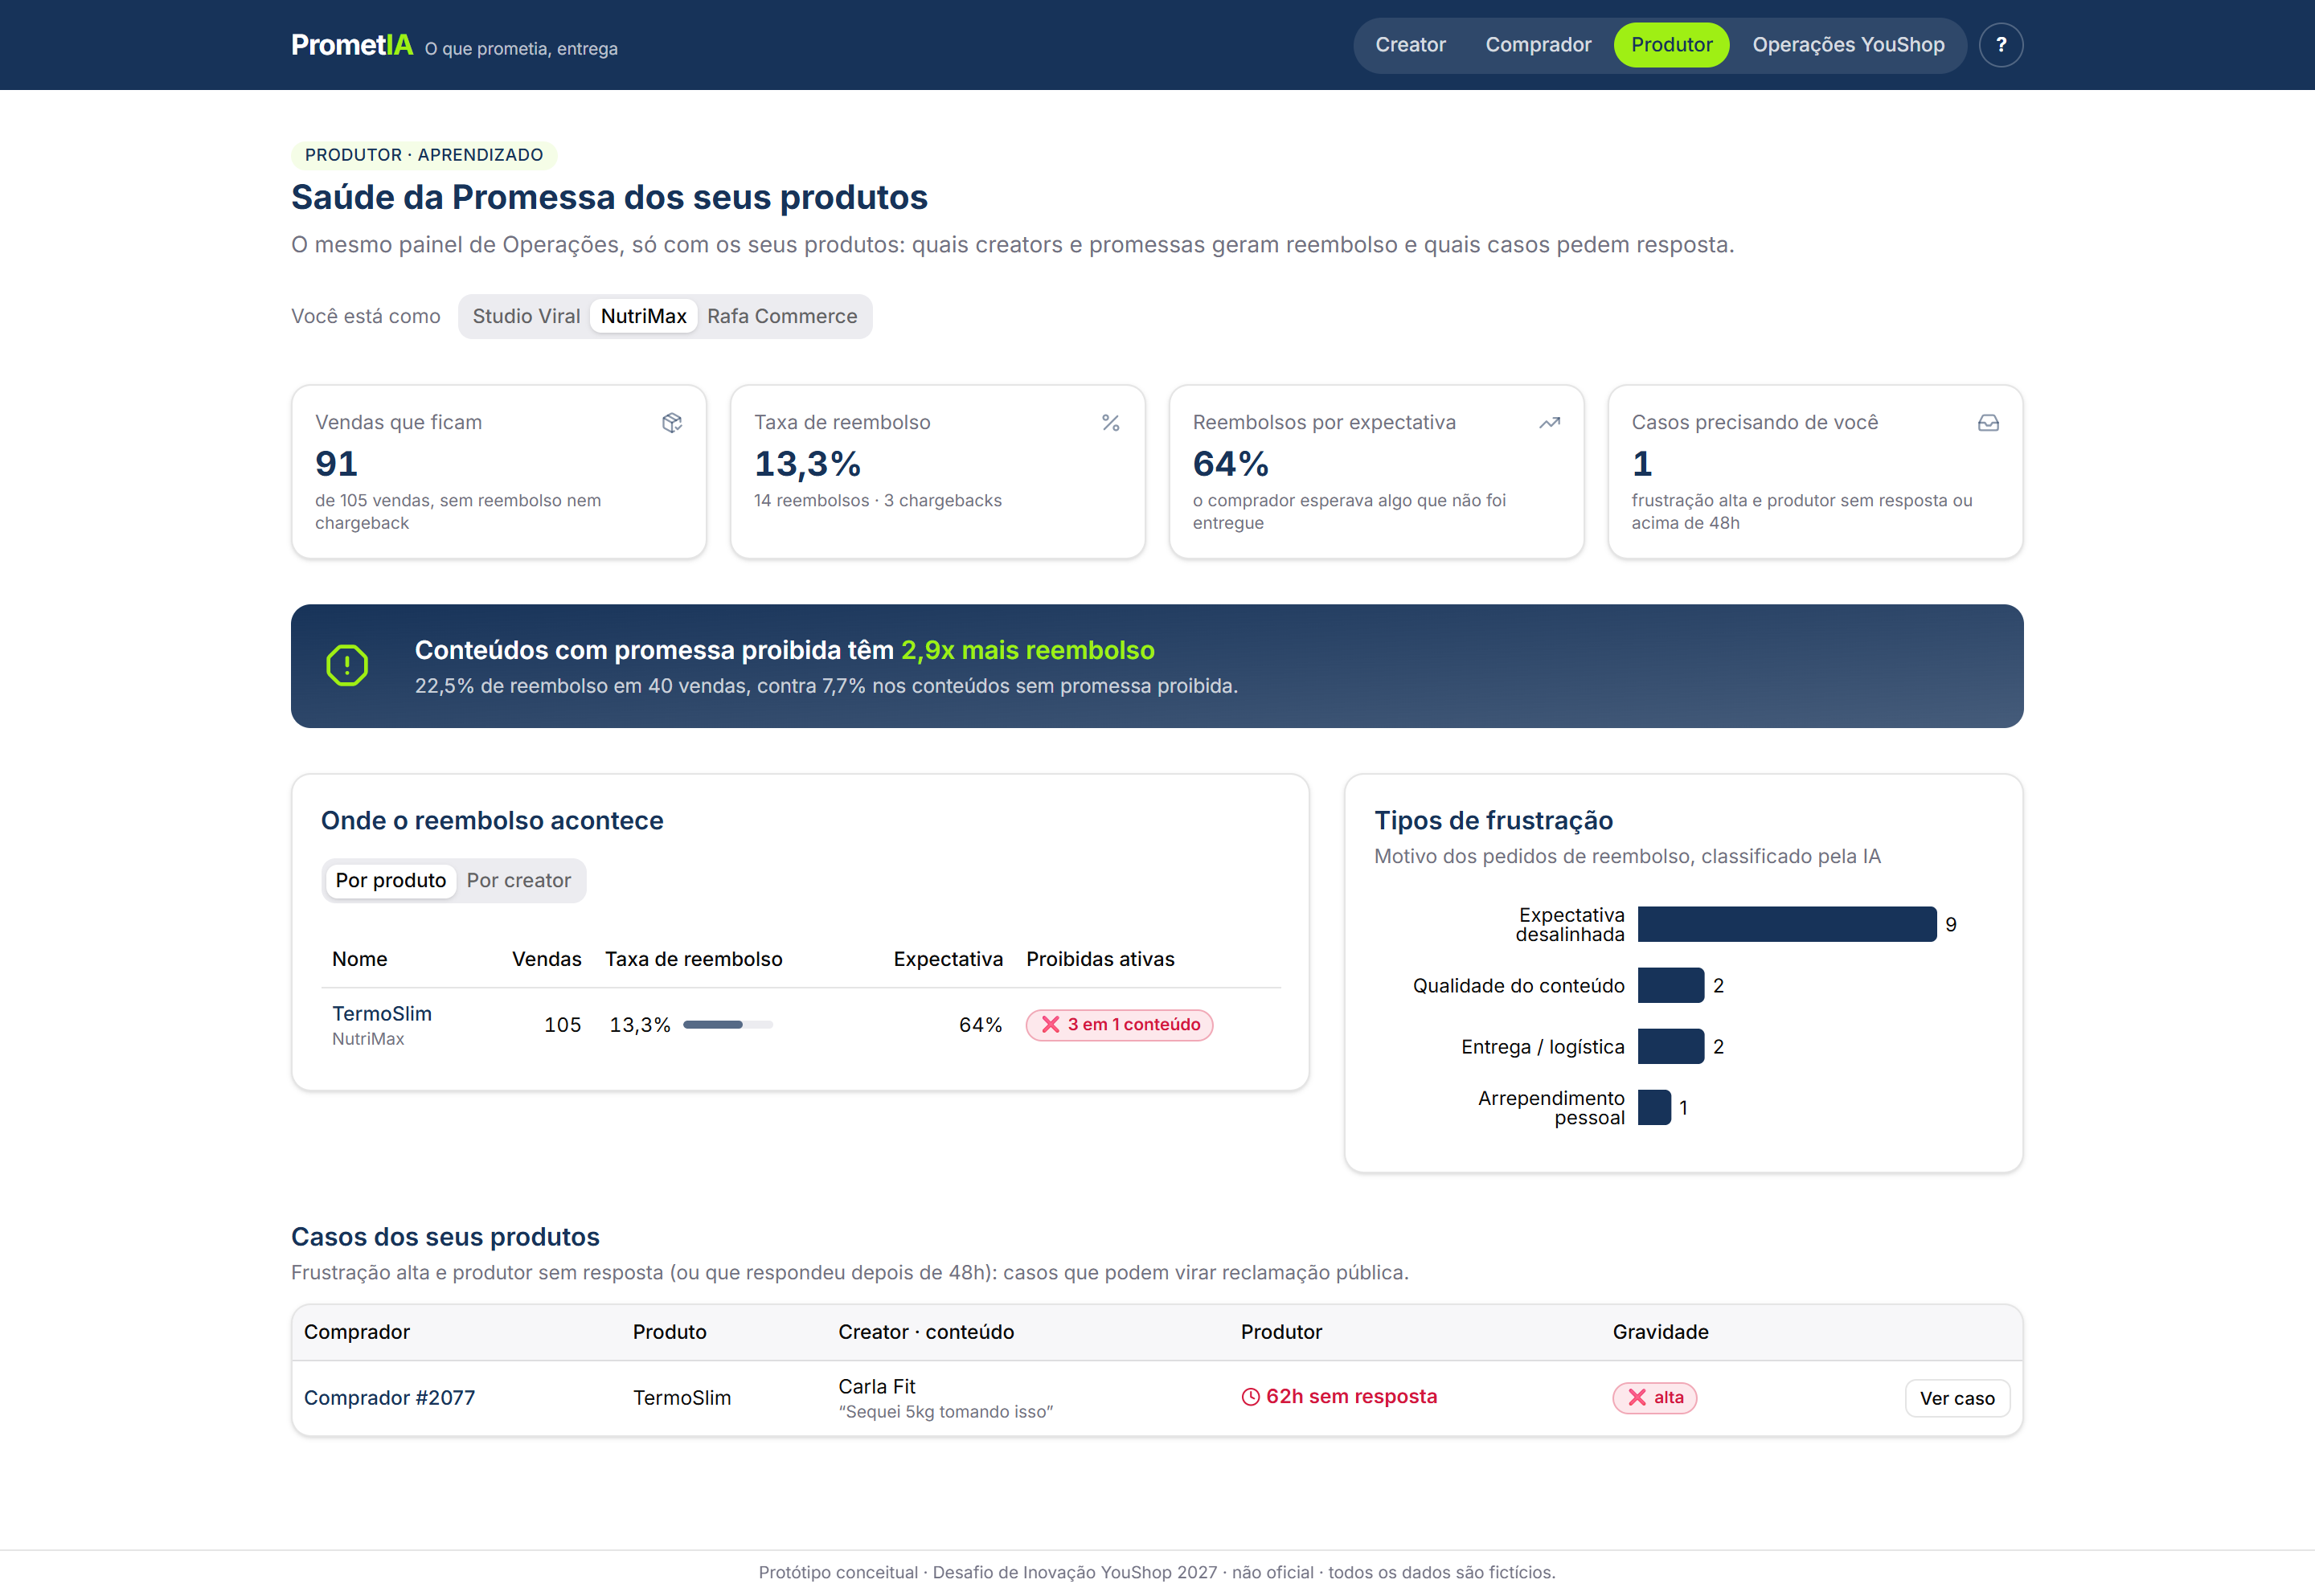 PrometIA O que prometia, entrega
Creator Comprador Produtor Operações YouShop ?
PRODUTOR · APRENDIZADO
Saúde da Promessa dos seus produtos
O mesmo painel de Operações, só com os seus produtos: quais creators e promessas geram reembolso e quais casos pedem resposta.
Você está como Studio Viral NutriMax Rafa Commerce
Vendas que ficam
91
de 105 vendas, sem reembolso nem
chargeback
Taxa de reembolso
13,3%
14 reembolsos · 3 chargebacks
Reembolsos por expectativa
64%
o comprador esperava algo que não foi
entregue
Casos precisando de você
1
frustração alta e produtor sem resposta ou
acima de 48h
Conteúdos com promessa proibida têm 2,9x mais reembolso
22,5% de reembolso em 40 vendas, contra 7,7% nos conteúdos sem promessa proibida.
Onde o reembolso acontece
Por produto Por creator
Nome Vendas Taxa de reembolso Expectativa Proibidas ativas
TermoSlim
NutriMax
105 13,3% 64% ❌ 3 em 1 conteúdo
Tipos de frustração
Motivo dos pedidos de reembolso, classificado pela IA
Expectativa
desalinhada
9
Qualidade do conteúdo 2
Entrega / logística 2
Arrependimento
pessoal
1
Casos dos seus produtos
Frustração alta e produtor sem resposta (ou que respondeu depois de 48h): casos que podem virar reclamação pública.
Comprador Produto Creator · conteúdo Produtor Gravidade
Comprador #2077 TermoSlim Carla Fit
“Sequei 5kg tomando isso”
62h sem resposta ❌ alta Ver caso
Protótipo conceitual · Desafio de Inovação YouShop 2027 · não oficial · todos os dados são fictícios.